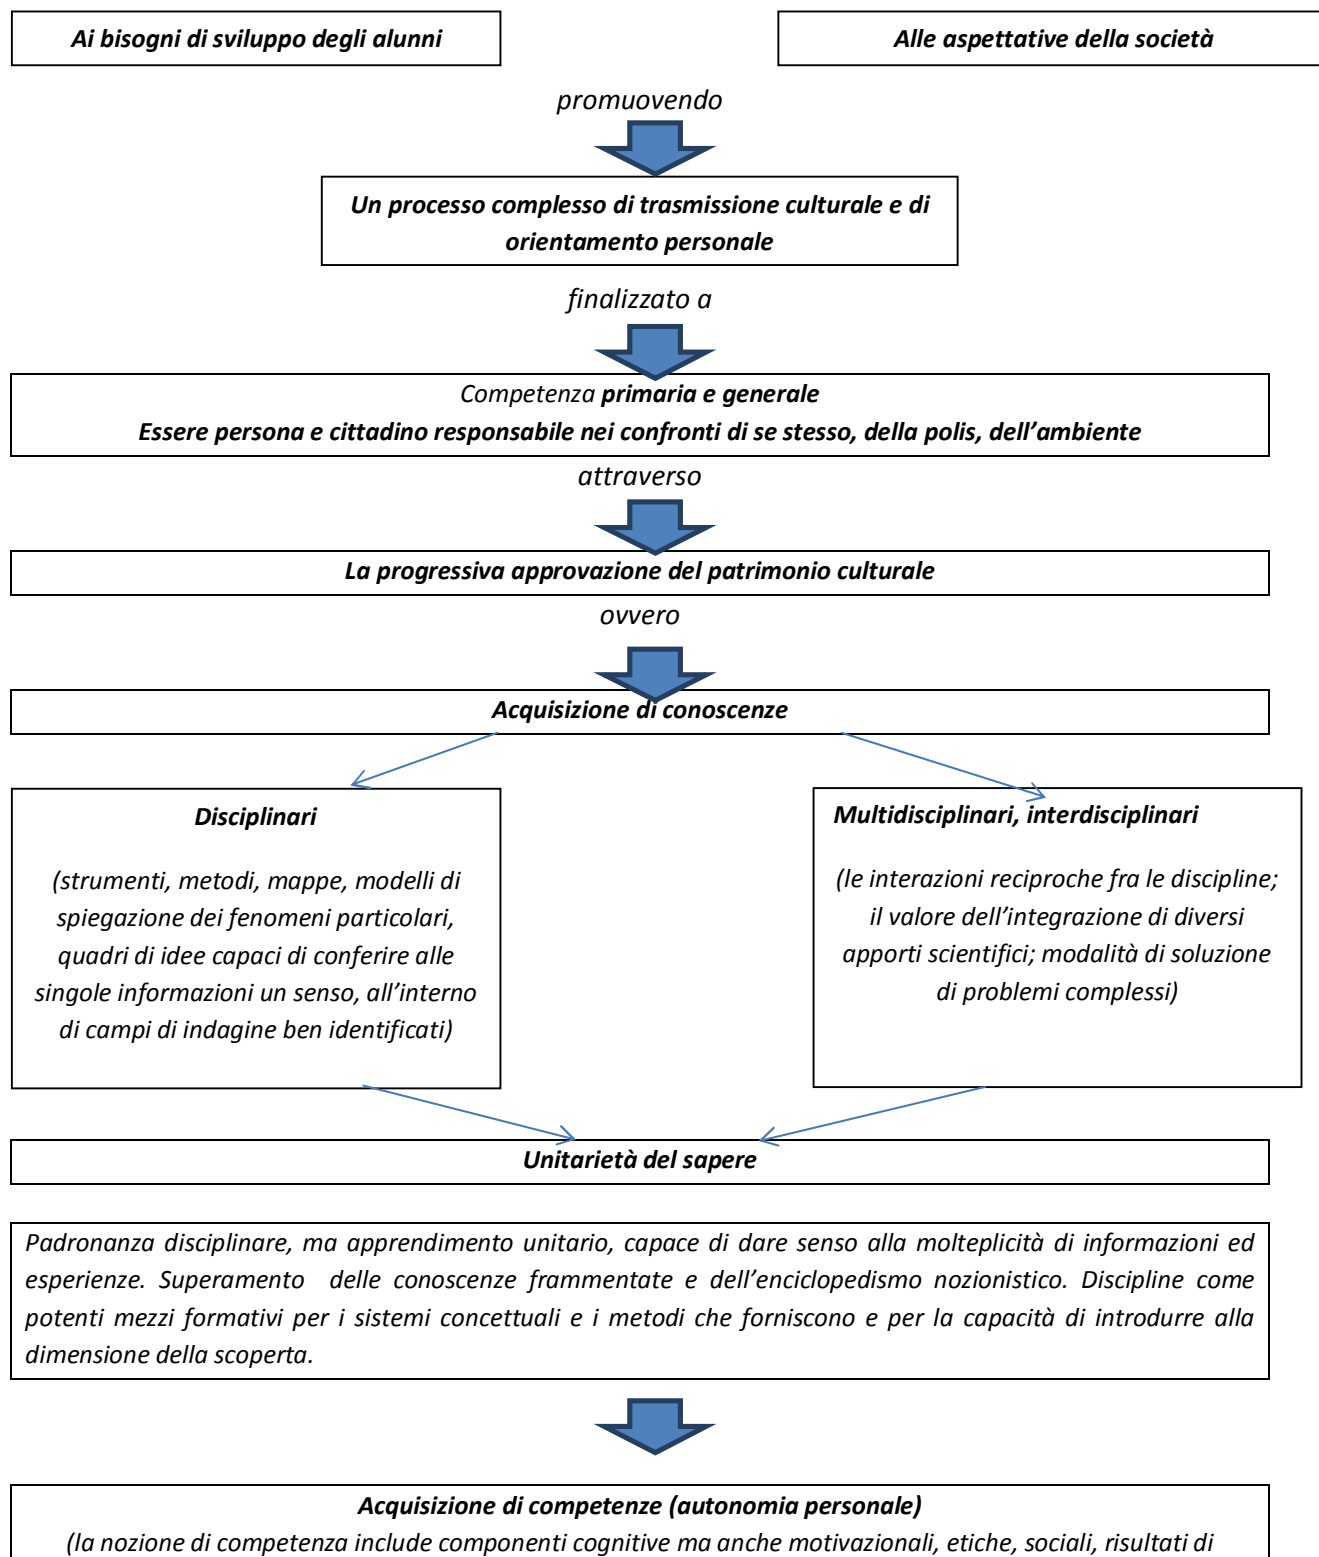 Ai bisogni di sviluppo degli alunni
Alle aspettative della società
promuovendo
Un processo complesso di trasmissione culturale e di
orientamento personale
finalizzato a
Competenza primaria e generale
Essere persona e cittadino responsabile nei confronti di se stesso, della polis, dell’ambiente
attraverso
La progressiva approvazione del patrimonio culturale
ovvero
Acquisizione di conoscenze
Disciplinari
(strumenti, metodi, mappe, modelli di
spiegazione dei fenomeni particolari,
quadri di idee capaci di conferire alle
singole informazioni un senso, all’interno
di campi di indagine ben identificati)
Multidisciplinari, interdisciplinari
(le interazioni reciproche fra le discipline;
il valore dell’integrazione di diversi
apporti scientifici; modalità di soluzione
di problemi complessi)
Unitarietà del sapere
Padronanza disciplinare, ma apprendimento unitario, capace di dare senso alla molteplicità di informazioni ed
esperienze. Superamento delle conoscenze frammentate e dell’enciclopedismo nozionistico. Discipline come
potenti mezzi formativi per i sistemi concettuali e i metodi che forniscono e per la capacità di introdurre alla
dimensione della scoperta.
Acquisizione di competenze (autonomia personale)
(la nozione di competenza include componenti cognitive ma anche motivazionali, etiche, sociali, risultati di